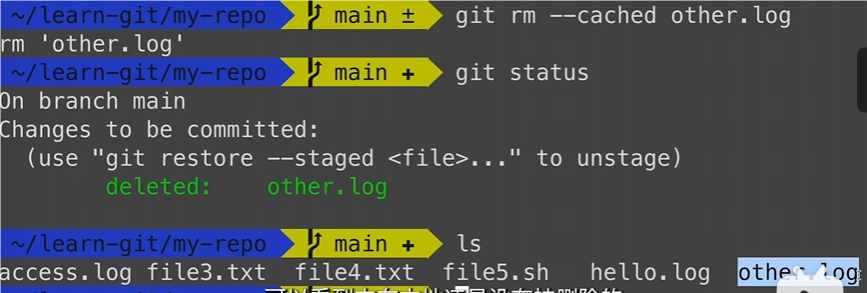 ~/learn-git/my-repo main ± git rm --cached other.log
rm 'other.log'
~/learn-git/my-repo main + git status
On branch main
Changes to be committed:
(use "git restore --staged <file>..." to unstage)
deleted: other.log
~/learn-git/my-repo main + ls
access.log file3.txt file4.txt file5.sh hello.log other.log